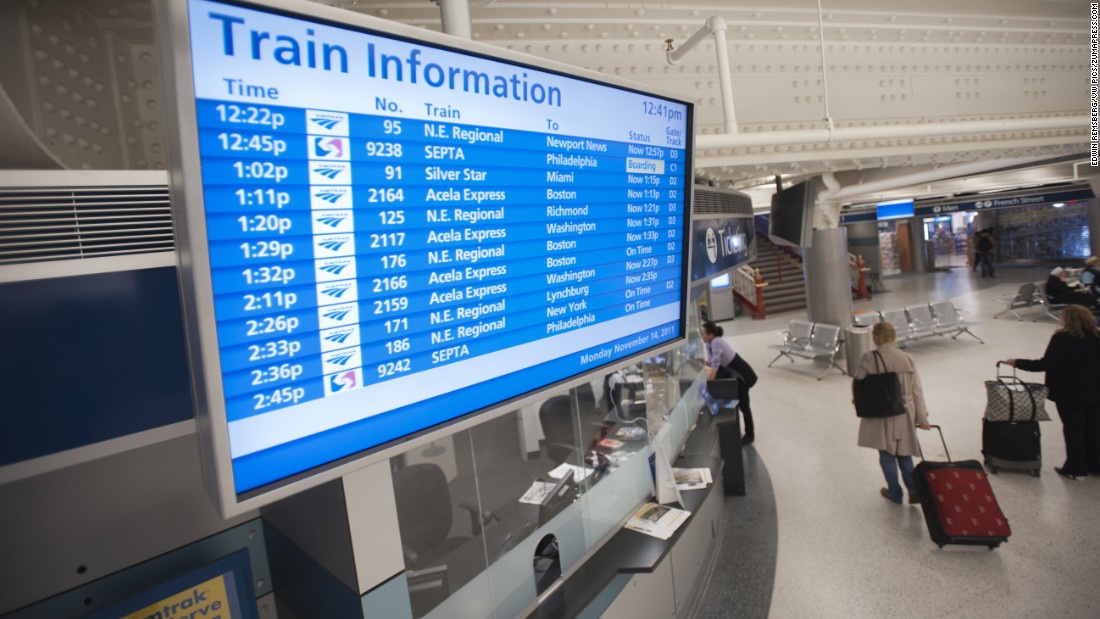 Train Information
12:41pm
Time No. Train To Status Gate/Track
12:22p 95 N.E. Regional Newport News Now 12:57p D3
12:45p 9238 SEPTA Philadelphia Boarding C1
1:02p 91 Silver Star Miami Now 1:15p D2
1:11p 2164 Acela Express Boston Now 1:13p D2
1:20p 125 N.E. Regional Richmond Now 1:21p D3
1:29p 2117 Acela Express Washington Now 1:31p D3
1:32p 176 N.E. Regional Boston Now 1:33p D2
2:11p 2166 Acela Express Boston On Time D2
2:26p 2159 Acela Express Washington Now 2:27p D3
2:33p 171 N.E. Regional Lynchburg Now 2:35p
2:36p 186 N.E. Regional New York On Time D2
2:45p 9242 SEPTA Philadelphia On Time
Monday November 14, 2011
Tickets
Men
French Street
mtrak
serve
EDWIN REMSBERG/VWPICS/ZUMAPRESS.COM